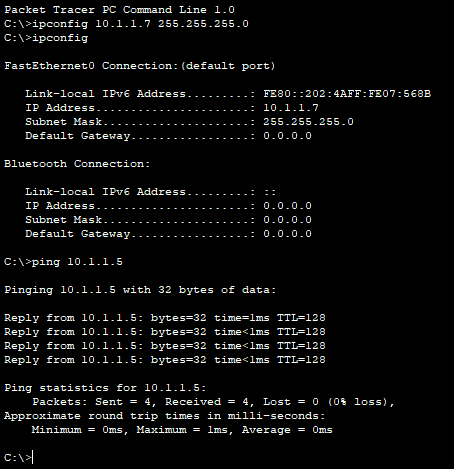 Packet Tracer PC Command Line 1.0
C:\>ipconfig 10.1.1.7 255.255.255.0
C:\>ipconfig
FastEthernet0 Connection:(default port)
Link-local IPv6 Address.........: FE80::202:4AFF:FE07:568B
IP Address......................: 10.1.1.7
Subnet Mask.....................: 255.255.255.0
Default Gateway.................: 0.0.0.0
Bluetooth Connection:
Link-local IPv6 Address.........: ::
IP Address......................: 0.0.0.0
Subnet Mask.....................: 0.0.0.0
Default Gateway.................: 0.0.0.0
C:\>ping 10.1.1.5
Pinging 10.1.1.5 with 32 bytes of data:
Reply from 10.1.1.5: bytes=32 time=1ms TTL=128
Reply from 10.1.1.5: bytes=32 time<1ms TTL=128
Reply from 10.1.1.5: bytes=32 time<1ms TTL=128
Reply from 10.1.1.5: bytes=32 time<1ms TTL=128
Ping statistics for 10.1.1.5:
Packets: Sent = 4, Received = 4, Lost = 0 (0% loss),
Approximate round trip times in milli-seconds:
Minimum = 0ms, Maximum = 1ms, Average = 0ms
C:\>